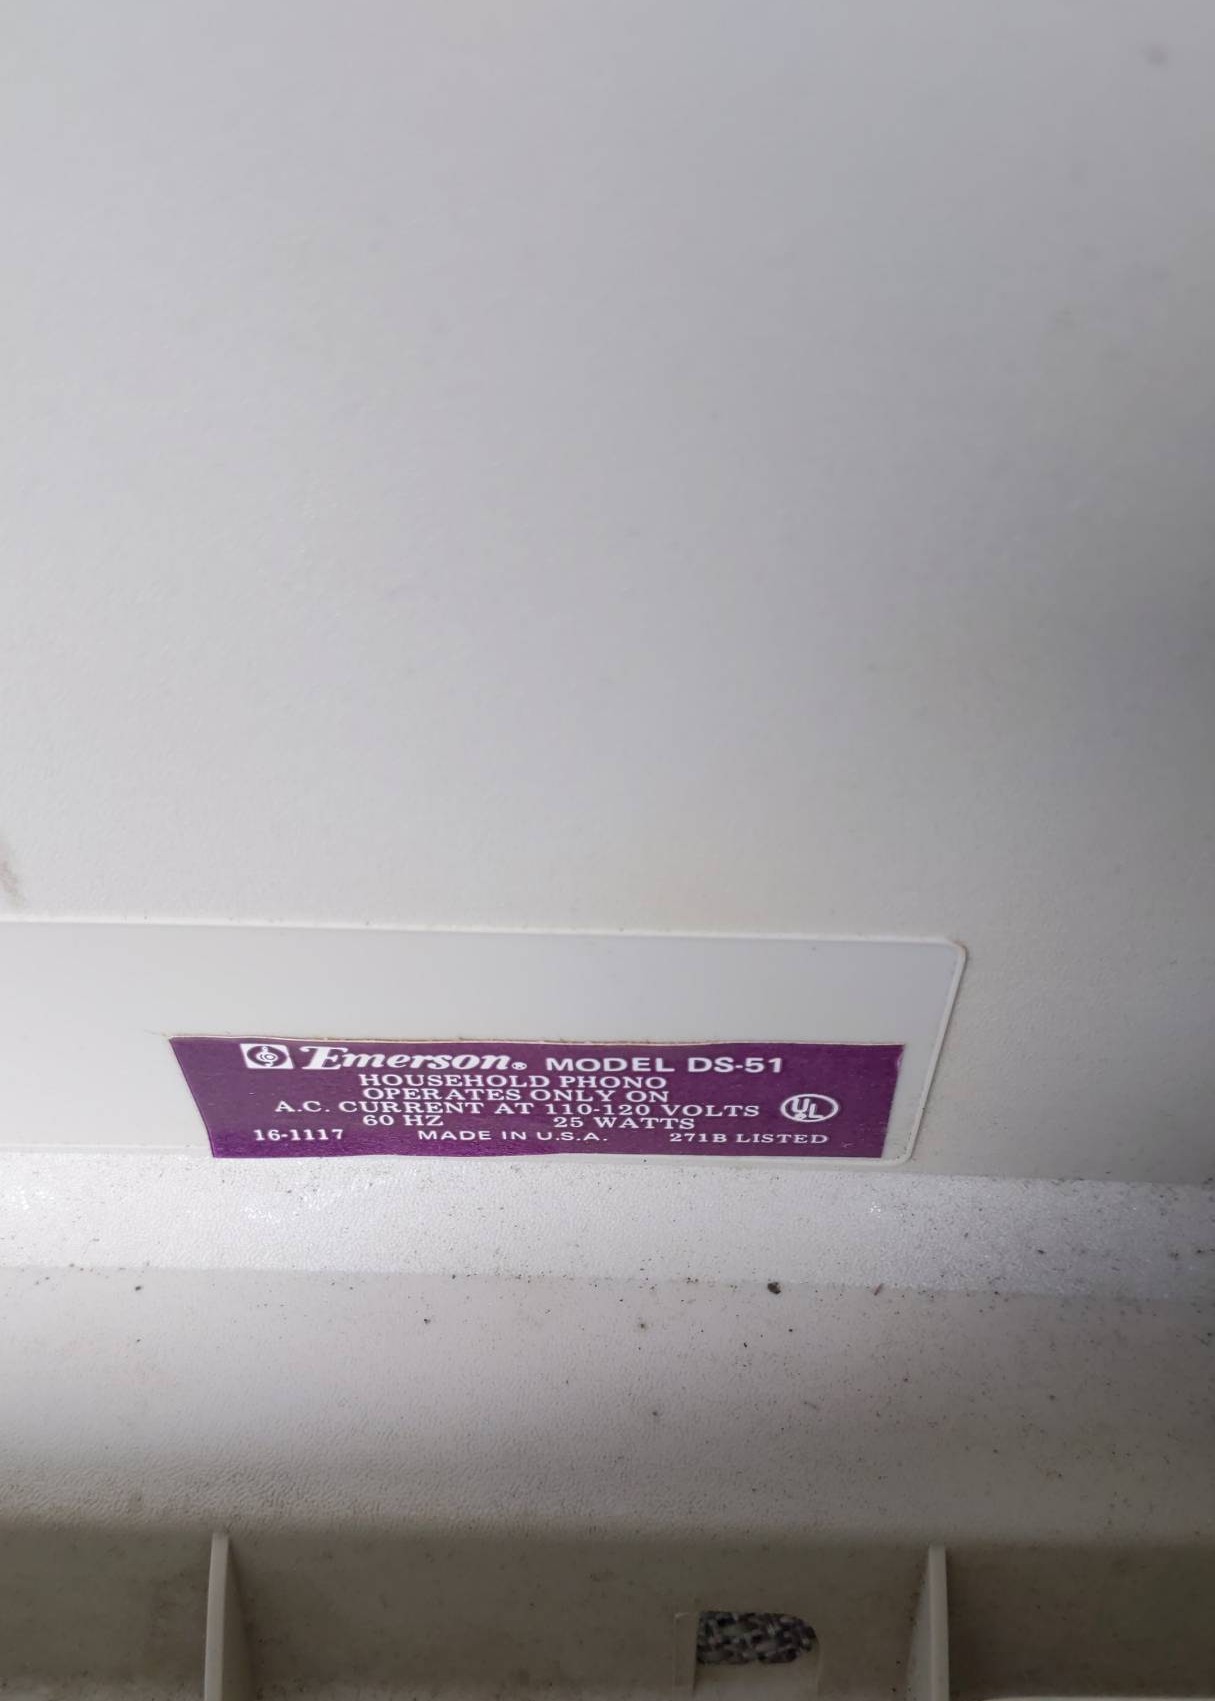 Emerson® MODEL DS-51
HOUSEHOLD PHONO
OPERATES ONLY ON
A.C. CURRENT AT 110-120 VOLTS
60 HZ 25 WATTS
UL
16-1117 MADE IN U.S.A. 271B LISTED